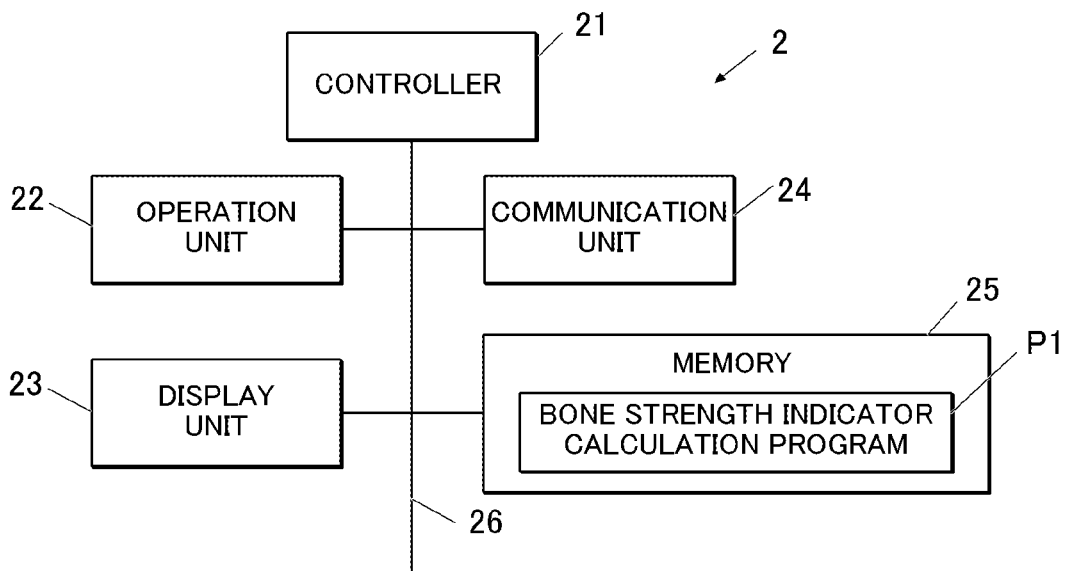 21
2
CONTROLLER
22
OPERATION
UNIT
COMMUNICATION
UNIT
24
25
P1
23
DISPLAY
UNIT
MEMORY
BONE STRENGTH INDICATOR
CALCULATION PROGRAM
26